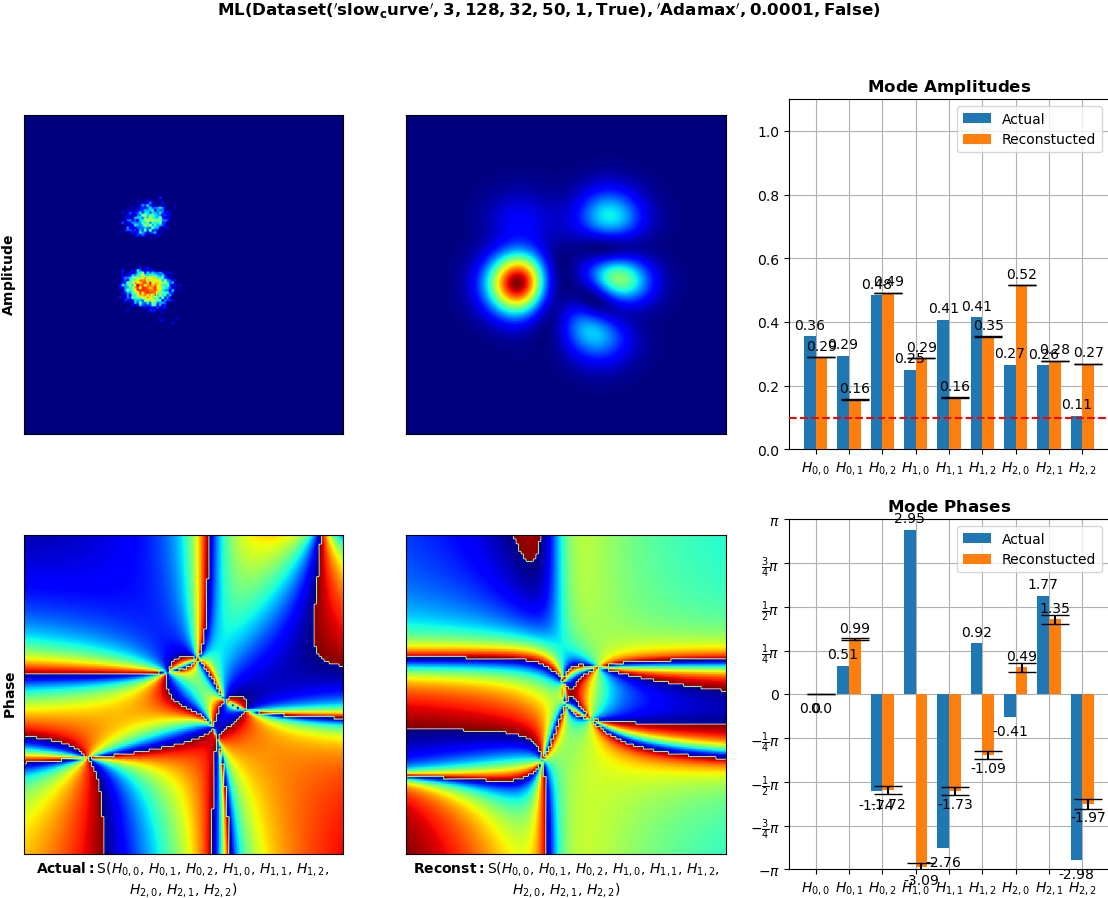 ML(Dataset('slow_curve', 3, 128, 32, 50, 1, True), 'Adamax', 0.0001, False)
Amplitude
Mode Amplitudes
Actual
Reconstucted
1.0
0.8
0.6
0.4
0.2
0.0
0.36
0.29
0.29
0.16
0.48
0.49
0.25
0.29
0.41
0.16
0.41
0.35
0.27
0.52
0.26
0.28
0.11
0.27
H0,0 H0,1 H0,2 H1,0 H1,1 H1,2 H2,0 H2,1 H2,2
Phase
Mode Phases
Actual
Reconstucted
π
3/4π
1/2π
1/4π
0
−1/4π
−1/2π
−3/4π
−π
0.0
0.0
0.51
0.99
-1.74
-1.72
2.95
-3.09
-2.76
-1.73
0.92
-1.09
-0.41
0.49
1.77
1.35
-2.98
-1.97
H0,0 H0,1 H0,2 H1,0 H1,1 H1,2 H2,0 H2,1 H2,2
Actual: S(H0,0, H0,1, H0,2, H1,0, H1,1, H1,2,
H2,0, H2,1, H2,2)
Reconst: S(H0,0, H0,1, H0,2, H1,0, H1,1, H1,2,
H2,0, H2,1, H2,2)